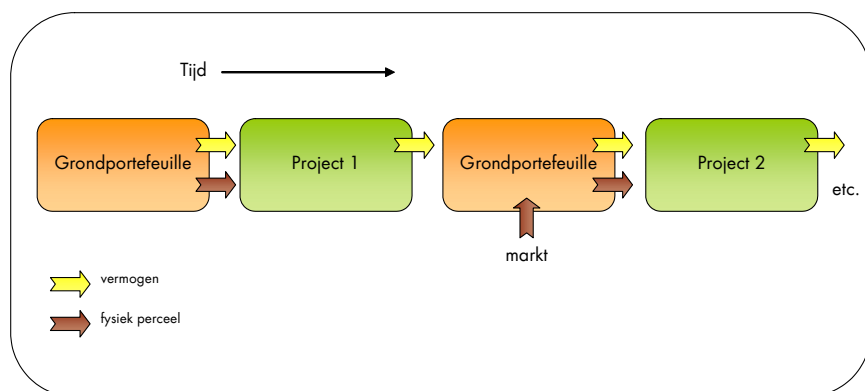 Tijd
Grondportefeuille
Project 1
Grondportefeuille
Project 2
etc.
markt
vermogen
fysiek perceel